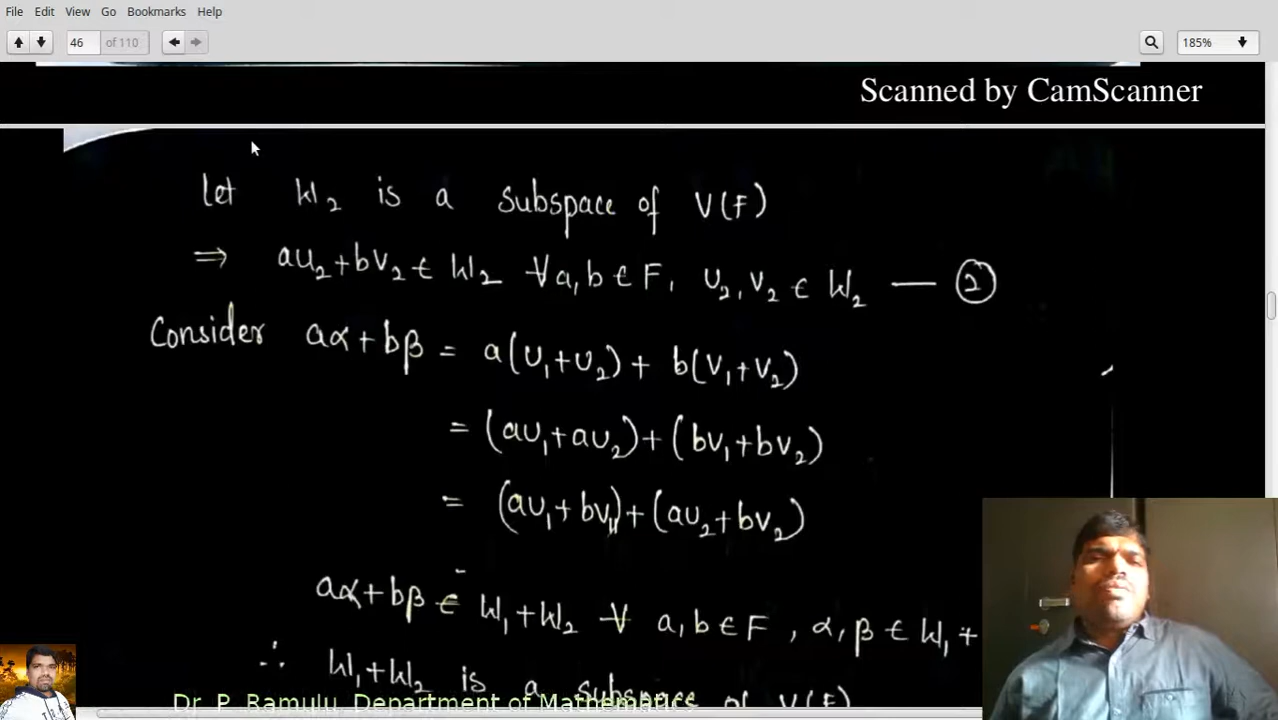 File Edit View Go Bookmarks Help
46 of 110 185%
Scanned by CamScanner
let W₂ is a subspace of V(F)
⇒ au₂+bv₂ ∈ W₂ ∀ a,b ∈ F, u₂,v₂ ∈ W₂ — ②
Consider aα+bβ = a(u₁+u₂) + b(v₁+v₂)
= (au₁+au₂)+(bv₁+bv₂)
= (au₁+bv₁)+(au₂+bv₂)
aα+bβ ∈ W₁+W₂ ∀ a,b ∈ F, α,β ∈ W₁+
∴ W₁+W₂ is a subspace of V(F)
Dr. P. Ramulu, Department of Mathematics